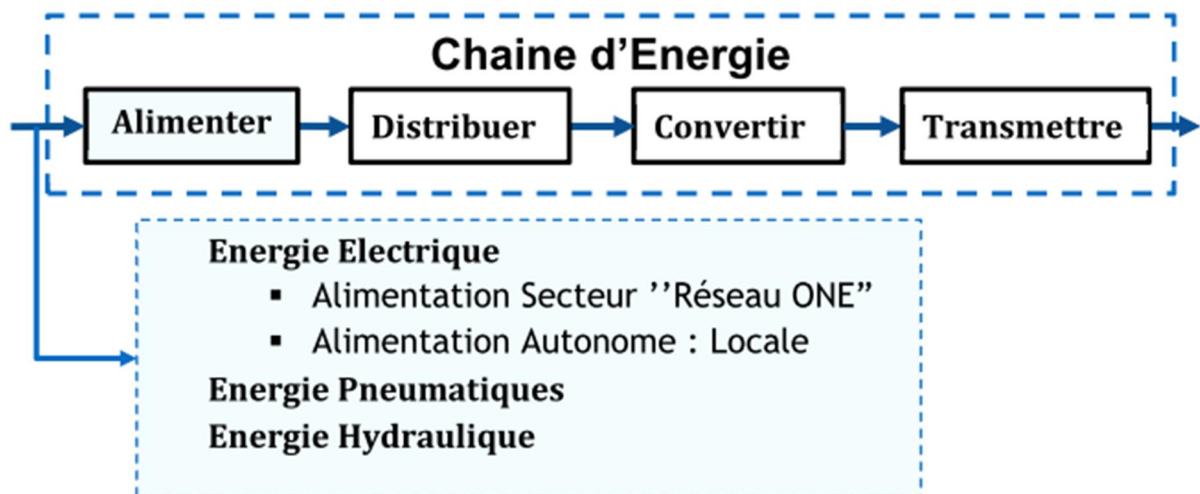 Chaine d’Energie
Alimenter
Distribuer
Convertir
Transmettre
Energie Electrique
▪ Alimentation Secteur ’’Réseau ONE”
▪ Alimentation Autonome : Locale
Energie Pneumatiques
Energie Hydraulique